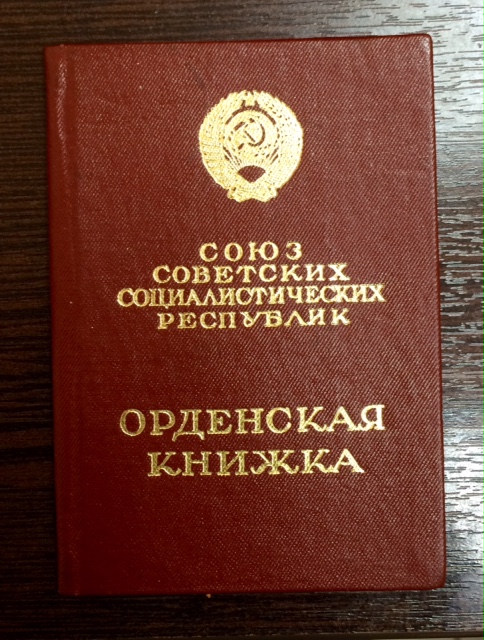 СОЮЗ
СОВЕТСКИХ
СОЦИАЛИСТИЧЕСКИХ
РЕСПУБЛИК
ОРДЕНСКАЯ
КНИЖКА